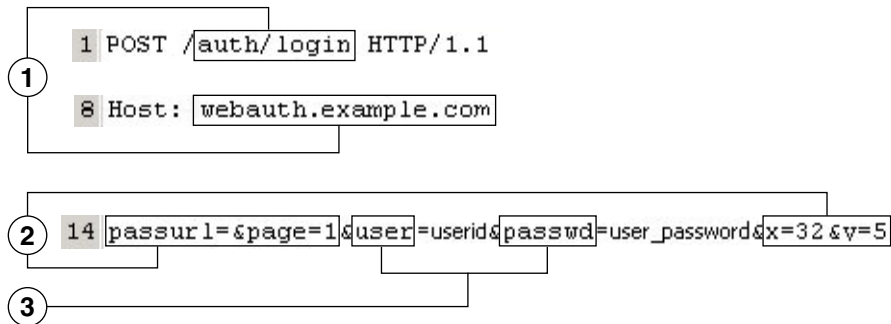 1 POST /auth/login HTTP/1.1
1
8 Host: webauth.example.com
2
14 passurl=&page=1&user=userid&passwd=user_password&x=32&y=5
3